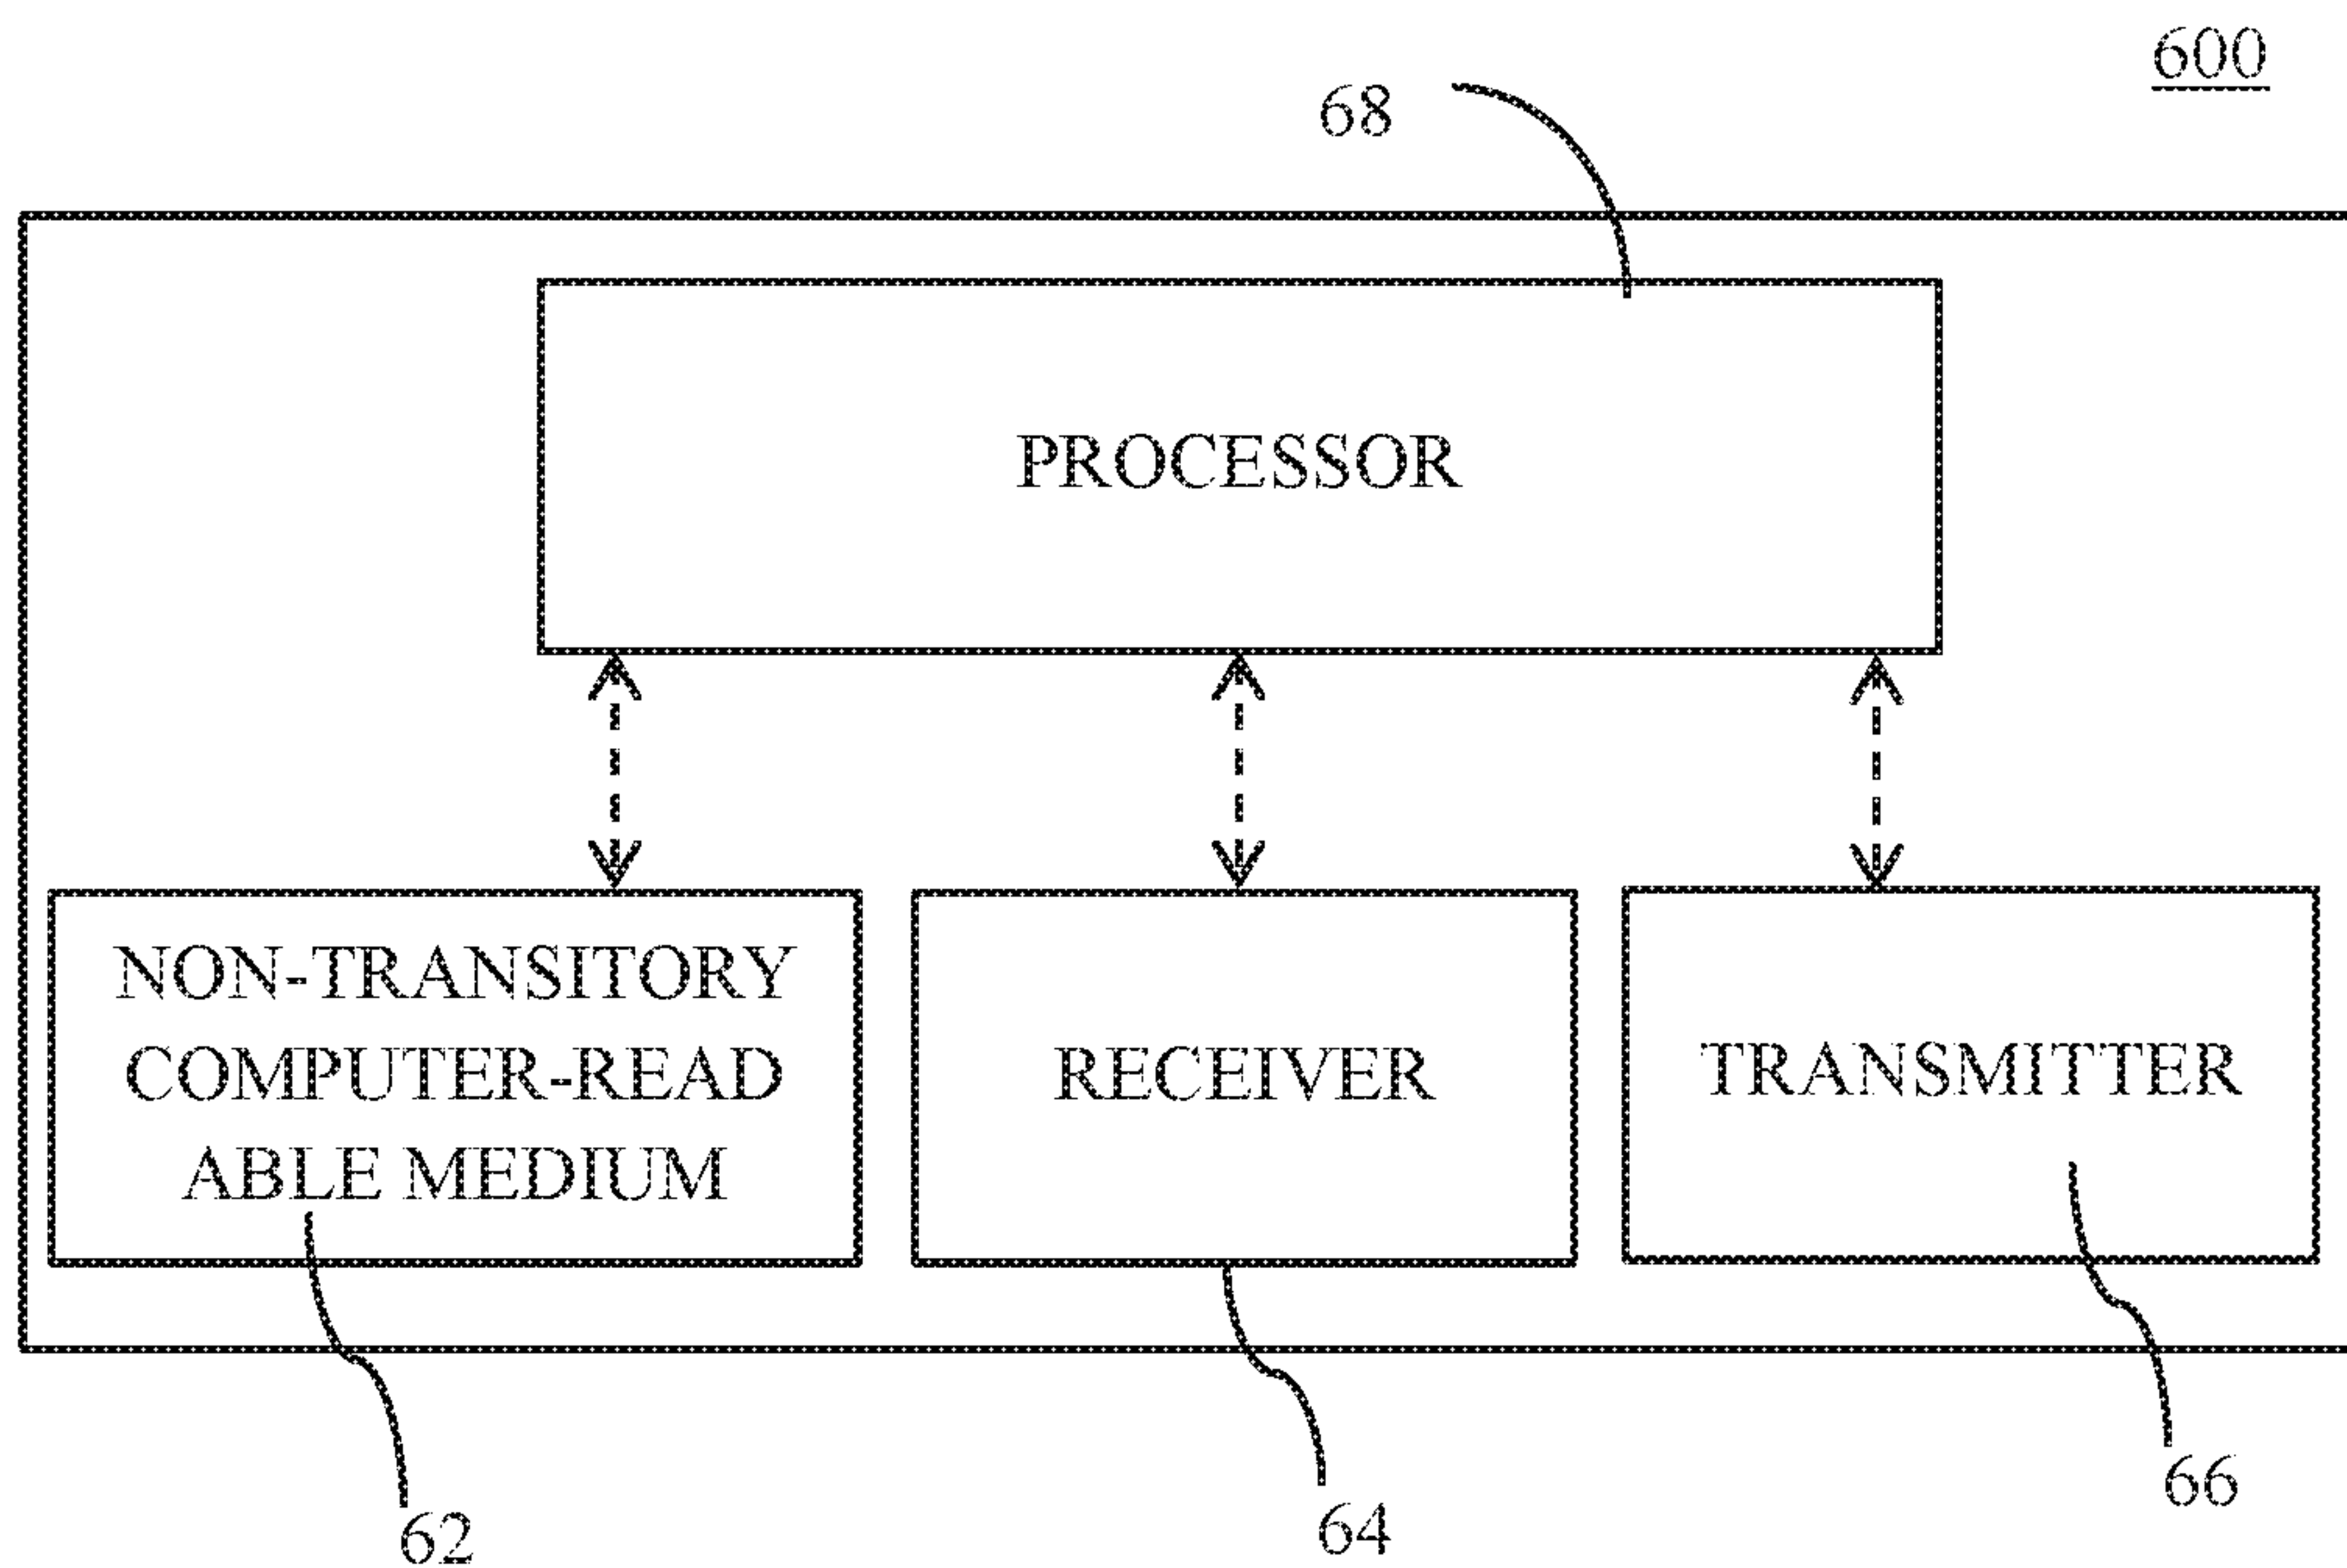 600
68
PROCESSOR
NON-TRANSITORY
COMPUTER-READ
ABLE MEDIUM
RECEIVER
TRANSMITTER
62
64
66